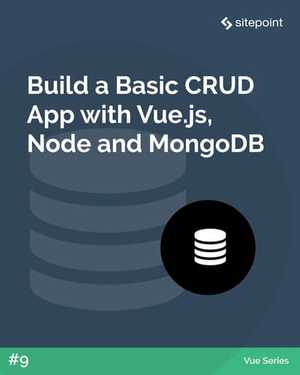 sitepoint
Build a Basic CRUD
App with Vue.js,
Node and MongoDB
#9
Vue Series